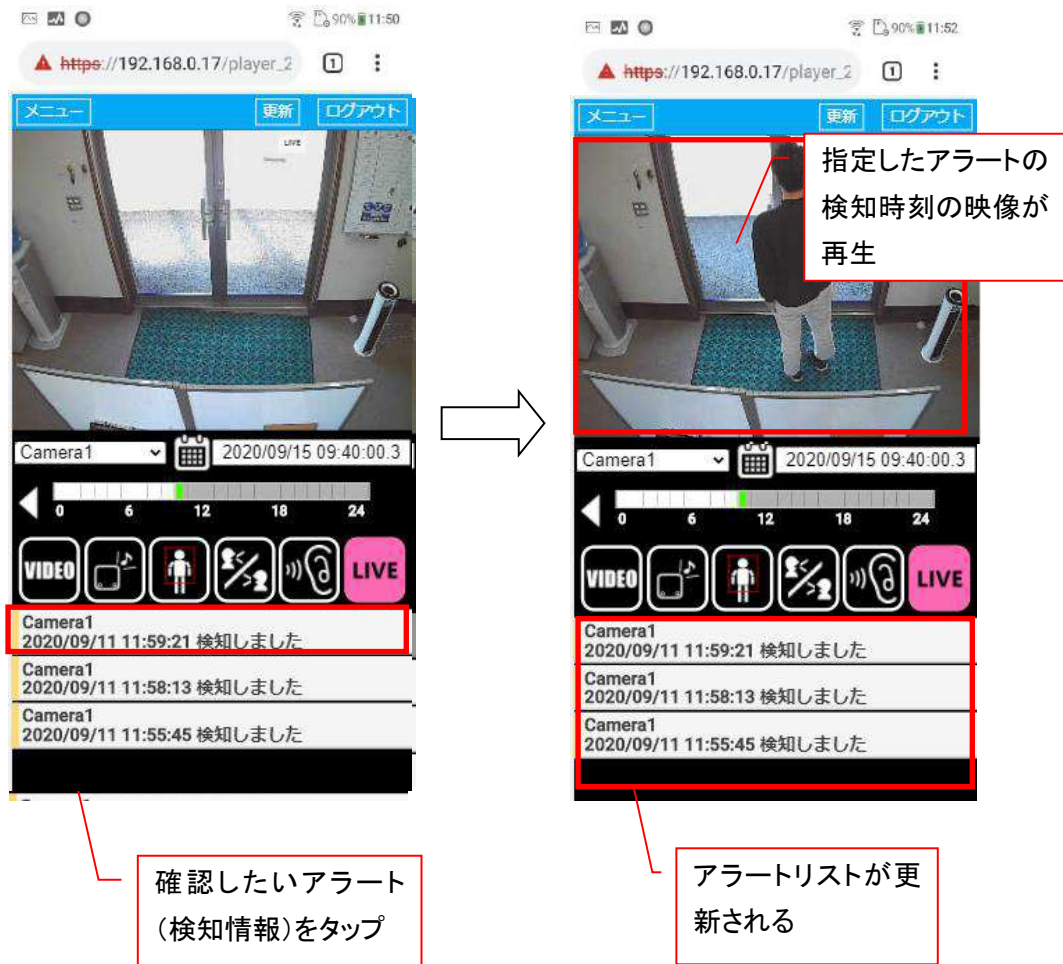 90% 11:50
https://192.168.0.17/player_2
1
メニュー
更新
ログアウト
LIVE
Camera1
2020/09/15 09:40:00.3
0 6 12 18 24
VIDEO
LIVE
Camera1
2020/09/11 11:59:21 検知しました
Camera1
2020/09/11 11:58:13 検知しました
Camera1
2020/09/11 11:55:45 検知しました
確認したいアラート
(検知情報)をタップ
90% 11:52
https://192.168.0.17/player_2
1
メニュー
更新
ログアウト
指定したアラートの
検知時刻の映像が
再生
Camera1
2020/09/15 09:40:00.3
0 6 12 18 24
VIDEO
LIVE
Camera1
2020/09/11 11:59:21 検知しました
Camera1
2020/09/11 11:58:13 検知しました
Camera1
2020/09/11 11:55:45 検知しました
アラートリストが更
新される